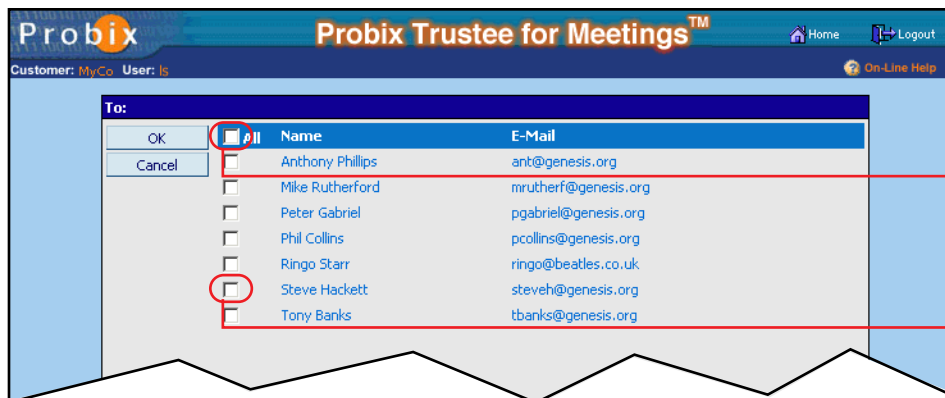 Probix Probix Trustee for Meetings™ Home Logout
Customer: MyCo User: ls On-Line Help
To:
OK All Name E-Mail
Cancel Anthony Phillips ant@genesis.org
Mike Rutherford mrutherf@genesis.org
Peter Gabriel pgabriel@genesis.org
Phil Collins pcollins@genesis.org
Ringo Starr ringo@beatles.co.uk
Steve Hackett steveh@genesis.org
Tony Banks tbanks@genesis.org